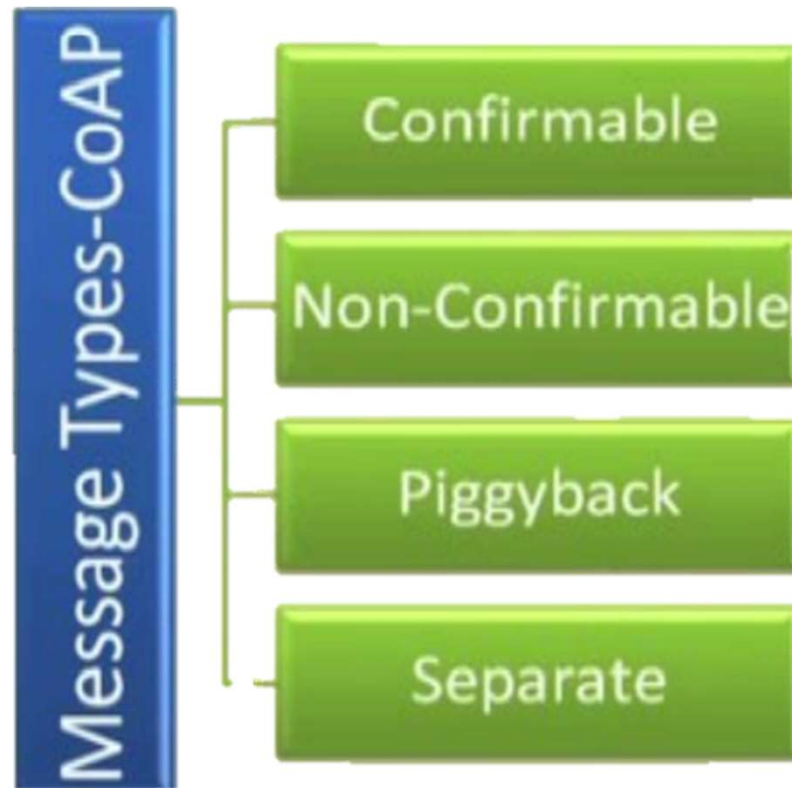 Message Types-CoAP
Confirmable
Non-Confirmable
Piggyback
Separate